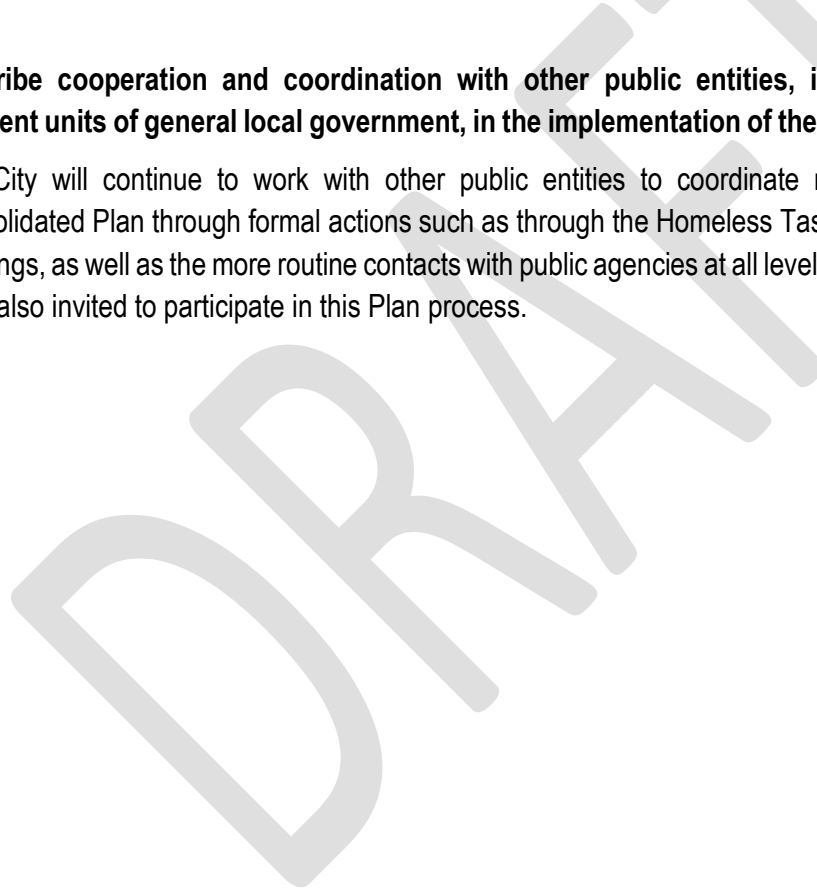 ribe cooperation and coordination with other public entities, i
ent units of general local government, in the implementation of the
City will continue to work with other public entities to coordinate
olidated Plan through formal actions such as through the Homeless Tas
ngs, as well as the more routine contacts with public agencies at all level
also invited to participate in this Plan process.
DRAFT